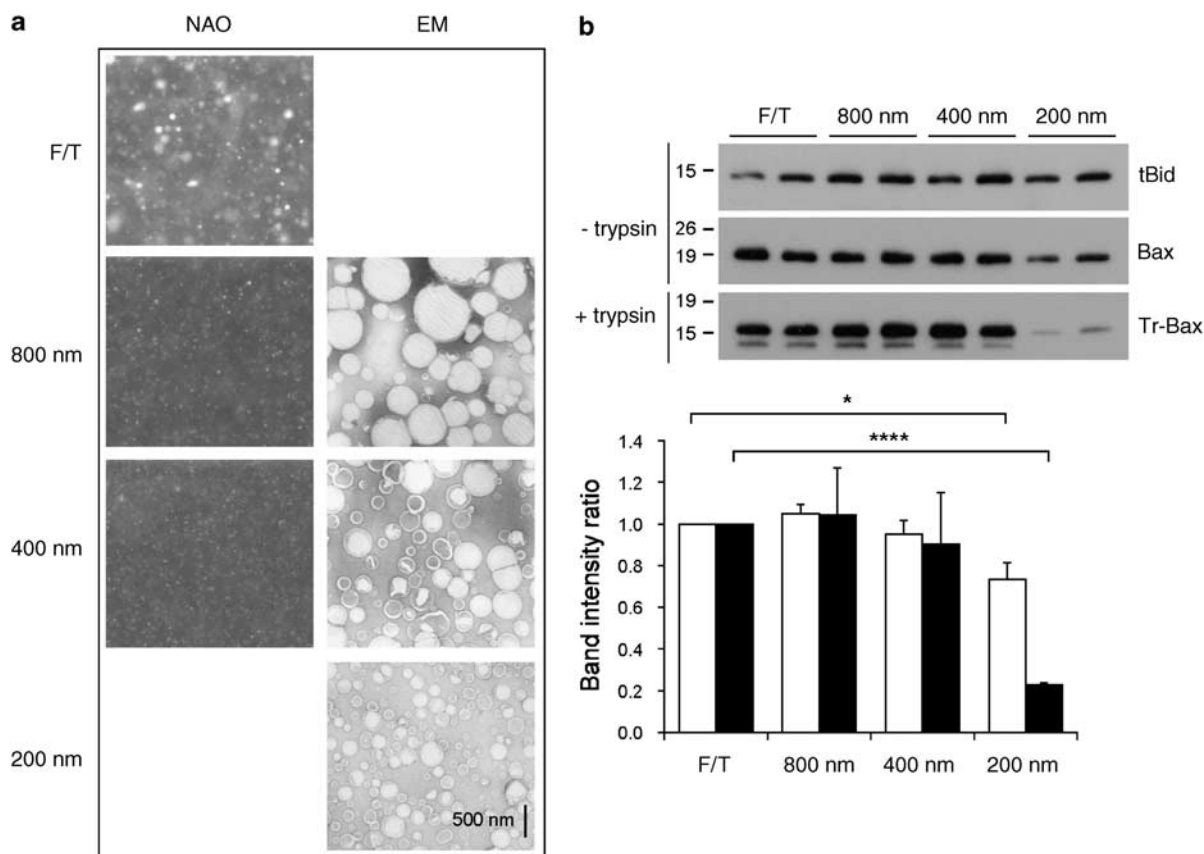 a
NAO EM
F/T
800 nm
400 nm
200 nm
500 nm
b
F/T 800 nm 400 nm 200 nm
- trypsin
15
tBid
26
19
Bax
+ trypsin
19
15
Tr-Bax
*
****
Band intensity ratio
1.4
1.2
1.0
0.8
0.6
0.4
0.2
0.0
F/T 800 nm 400 nm 200 nm